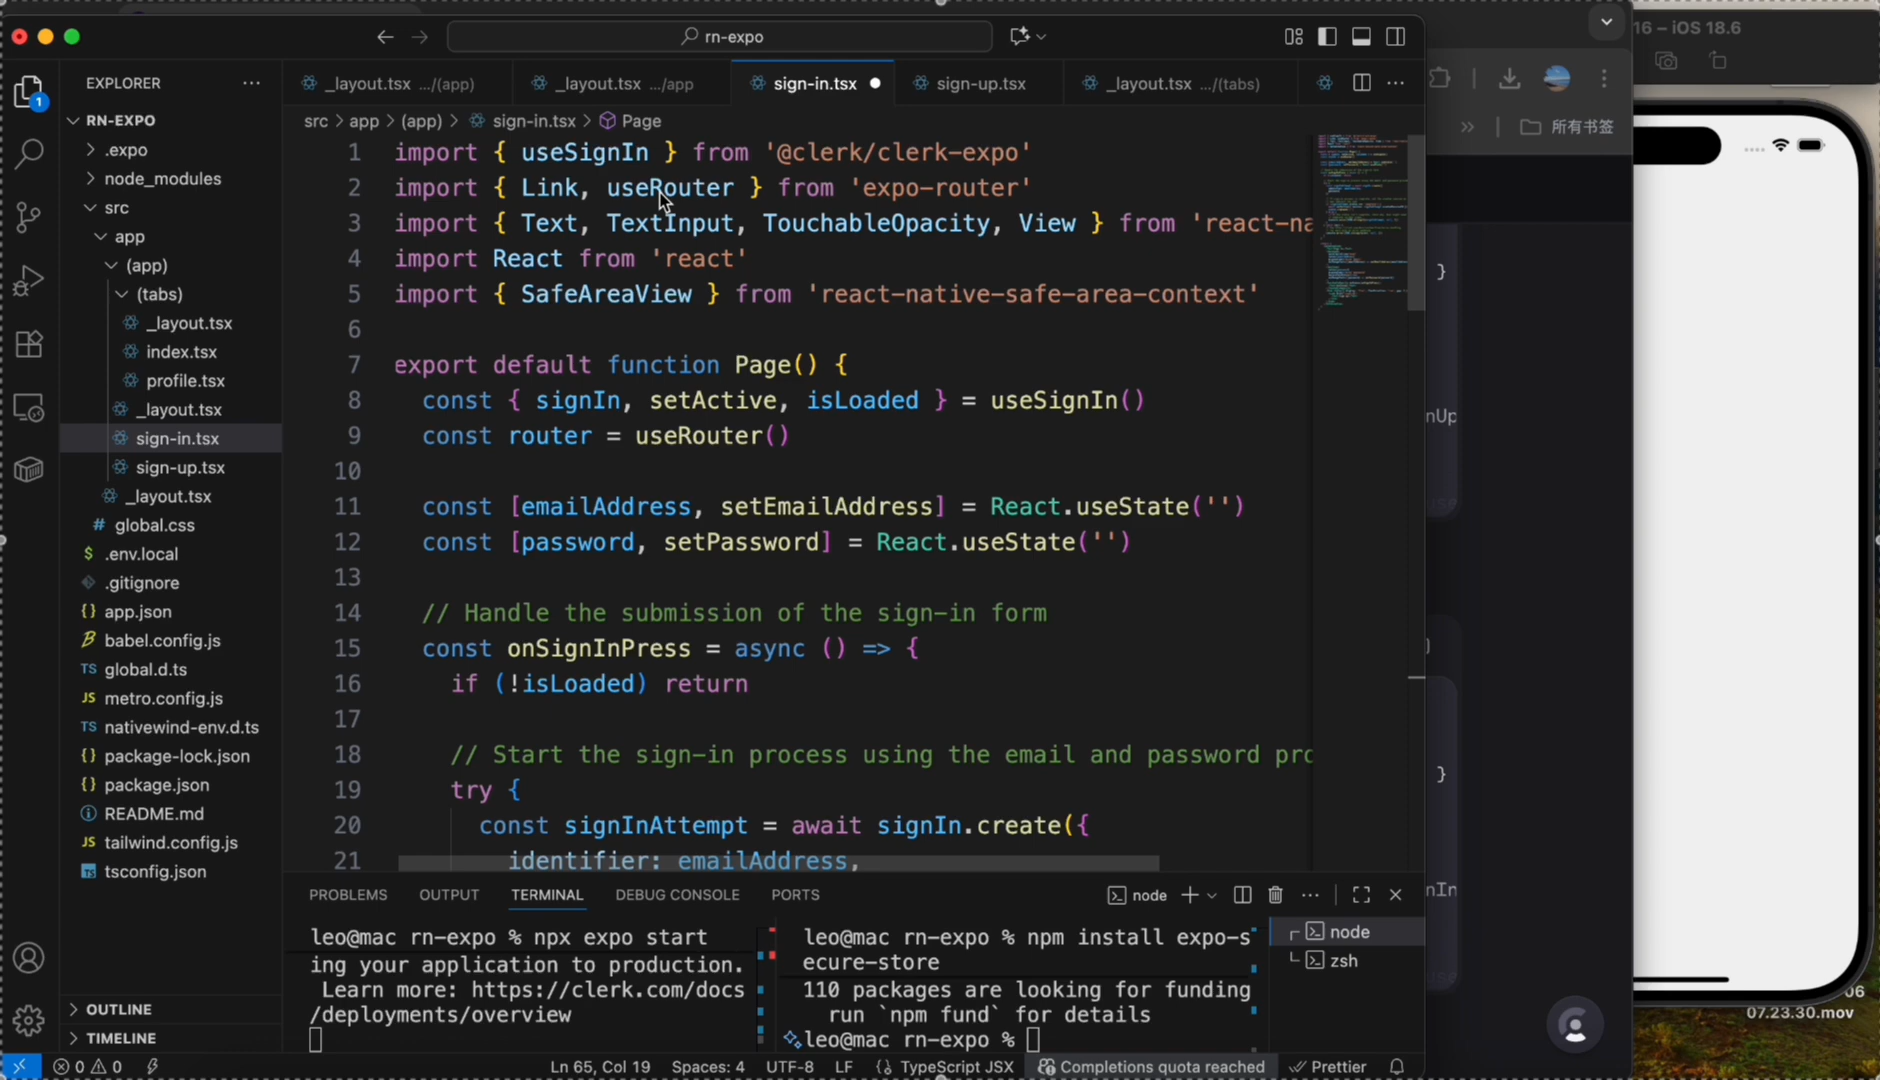 rn-expo
16 – iOS 18.6
EXPLORER
RN-EXPO
.expo
node_modules
src
app
(app)
(tabs)
_layout.tsx
index.tsx
profile.tsx
_layout.tsx
sign-in.tsx
sign-up.tsx
_layout.tsx
# global.css
$ .env.local
.gitignore
{} app.json
babel.config.js
TS global.d.ts
JS metro.config.js
TS nativewind-env.d.ts
{} package-lock.json
{} package.json
README.md
JS tailwind.config.js
TS tsconfig.json
OUTLINE
TIMELINE
1
_layout.tsx .../(app)
_layout.tsx .../app
sign-in.tsx
sign-up.tsx
_layout.tsx .../(tabs)
src > app > (app) > sign-in.tsx > Page
1 import { useSignIn } from '@clerk/clerk-expo'
2 import { Link, useRouter } from 'expo-router'
3 import { Text, TextInput, TouchableOpacity, View } from 'react-na
4 import React from 'react'
5 import { SafeAreaView } from 'react-native-safe-area-context'
6
7 export default function Page() {
8 const { signIn, setActive, isLoaded } = useSignIn()
9 const router = useRouter()
10
11 const [emailAddress, setEmailAddress] = React.useState('')
12 const [password, setPassword] = React.useState('')
13
14 // Handle the submission of the sign-in form
15 const onSignInPress = async () => {
16 if (!isLoaded) return
17
18 // Start the sign-in process using the email and password pro
19 try {
20 const signInAttempt = await signIn.create({
21 identifier: emailAddress,
PROBLEMS
OUTPUT
TERMINAL
DEBUG CONSOLE
PORTS
node
leo@mac rn-expo % npx expo start
ing your application to production.
Learn more: https://clerk.com/docs
/deployments/overview
leo@mac rn-expo % npm install expo-s
ecure-store
110 packages are looking for funding
run `npm fund` for details
leo@mac rn-expo %
node
zsh
0 0
Ln 65, Col 19
Spaces: 4
UTF-8
LF
{} TypeScript JSX
Completions quota reached
Prettier
所有书签
}
nUp
}
nIn
06
07.23.30.mov